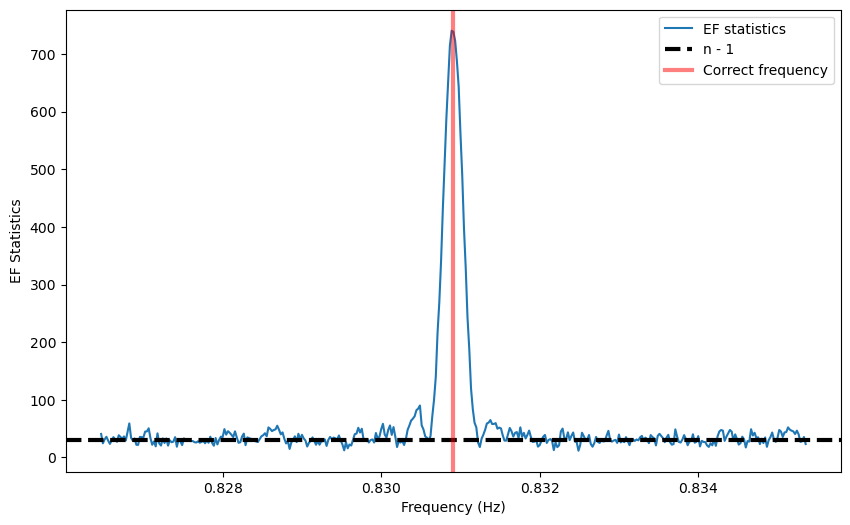 EF statistics
n - 1
Correct frequency
EF Statistics
700
600
500
400
300
200
100
0
0.828
0.830
0.832
0.834
Frequency (Hz)